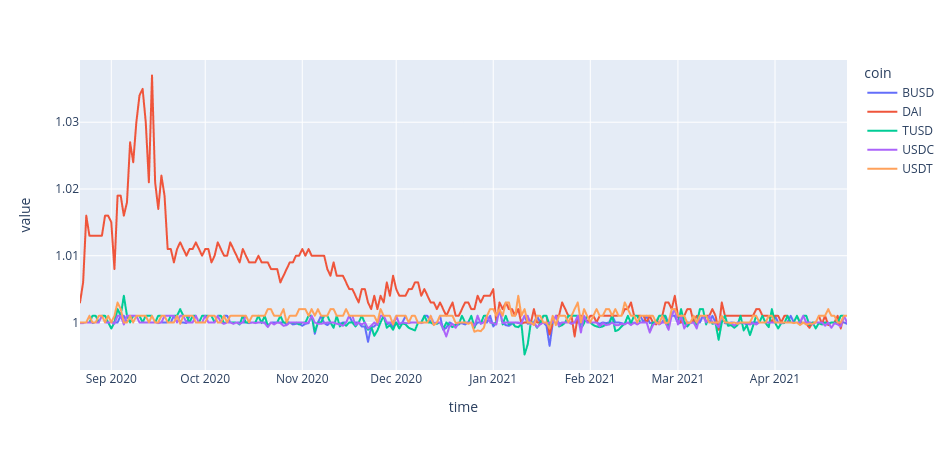 coin
BUSD
DAI
TUSD
USDC
USDT
value
1.03
1.02
1.01
1
Sep 2020 Oct 2020 Nov 2020 Dec 2020 Jan 2021 Feb 2021 Mar 2021 Apr 2021
time